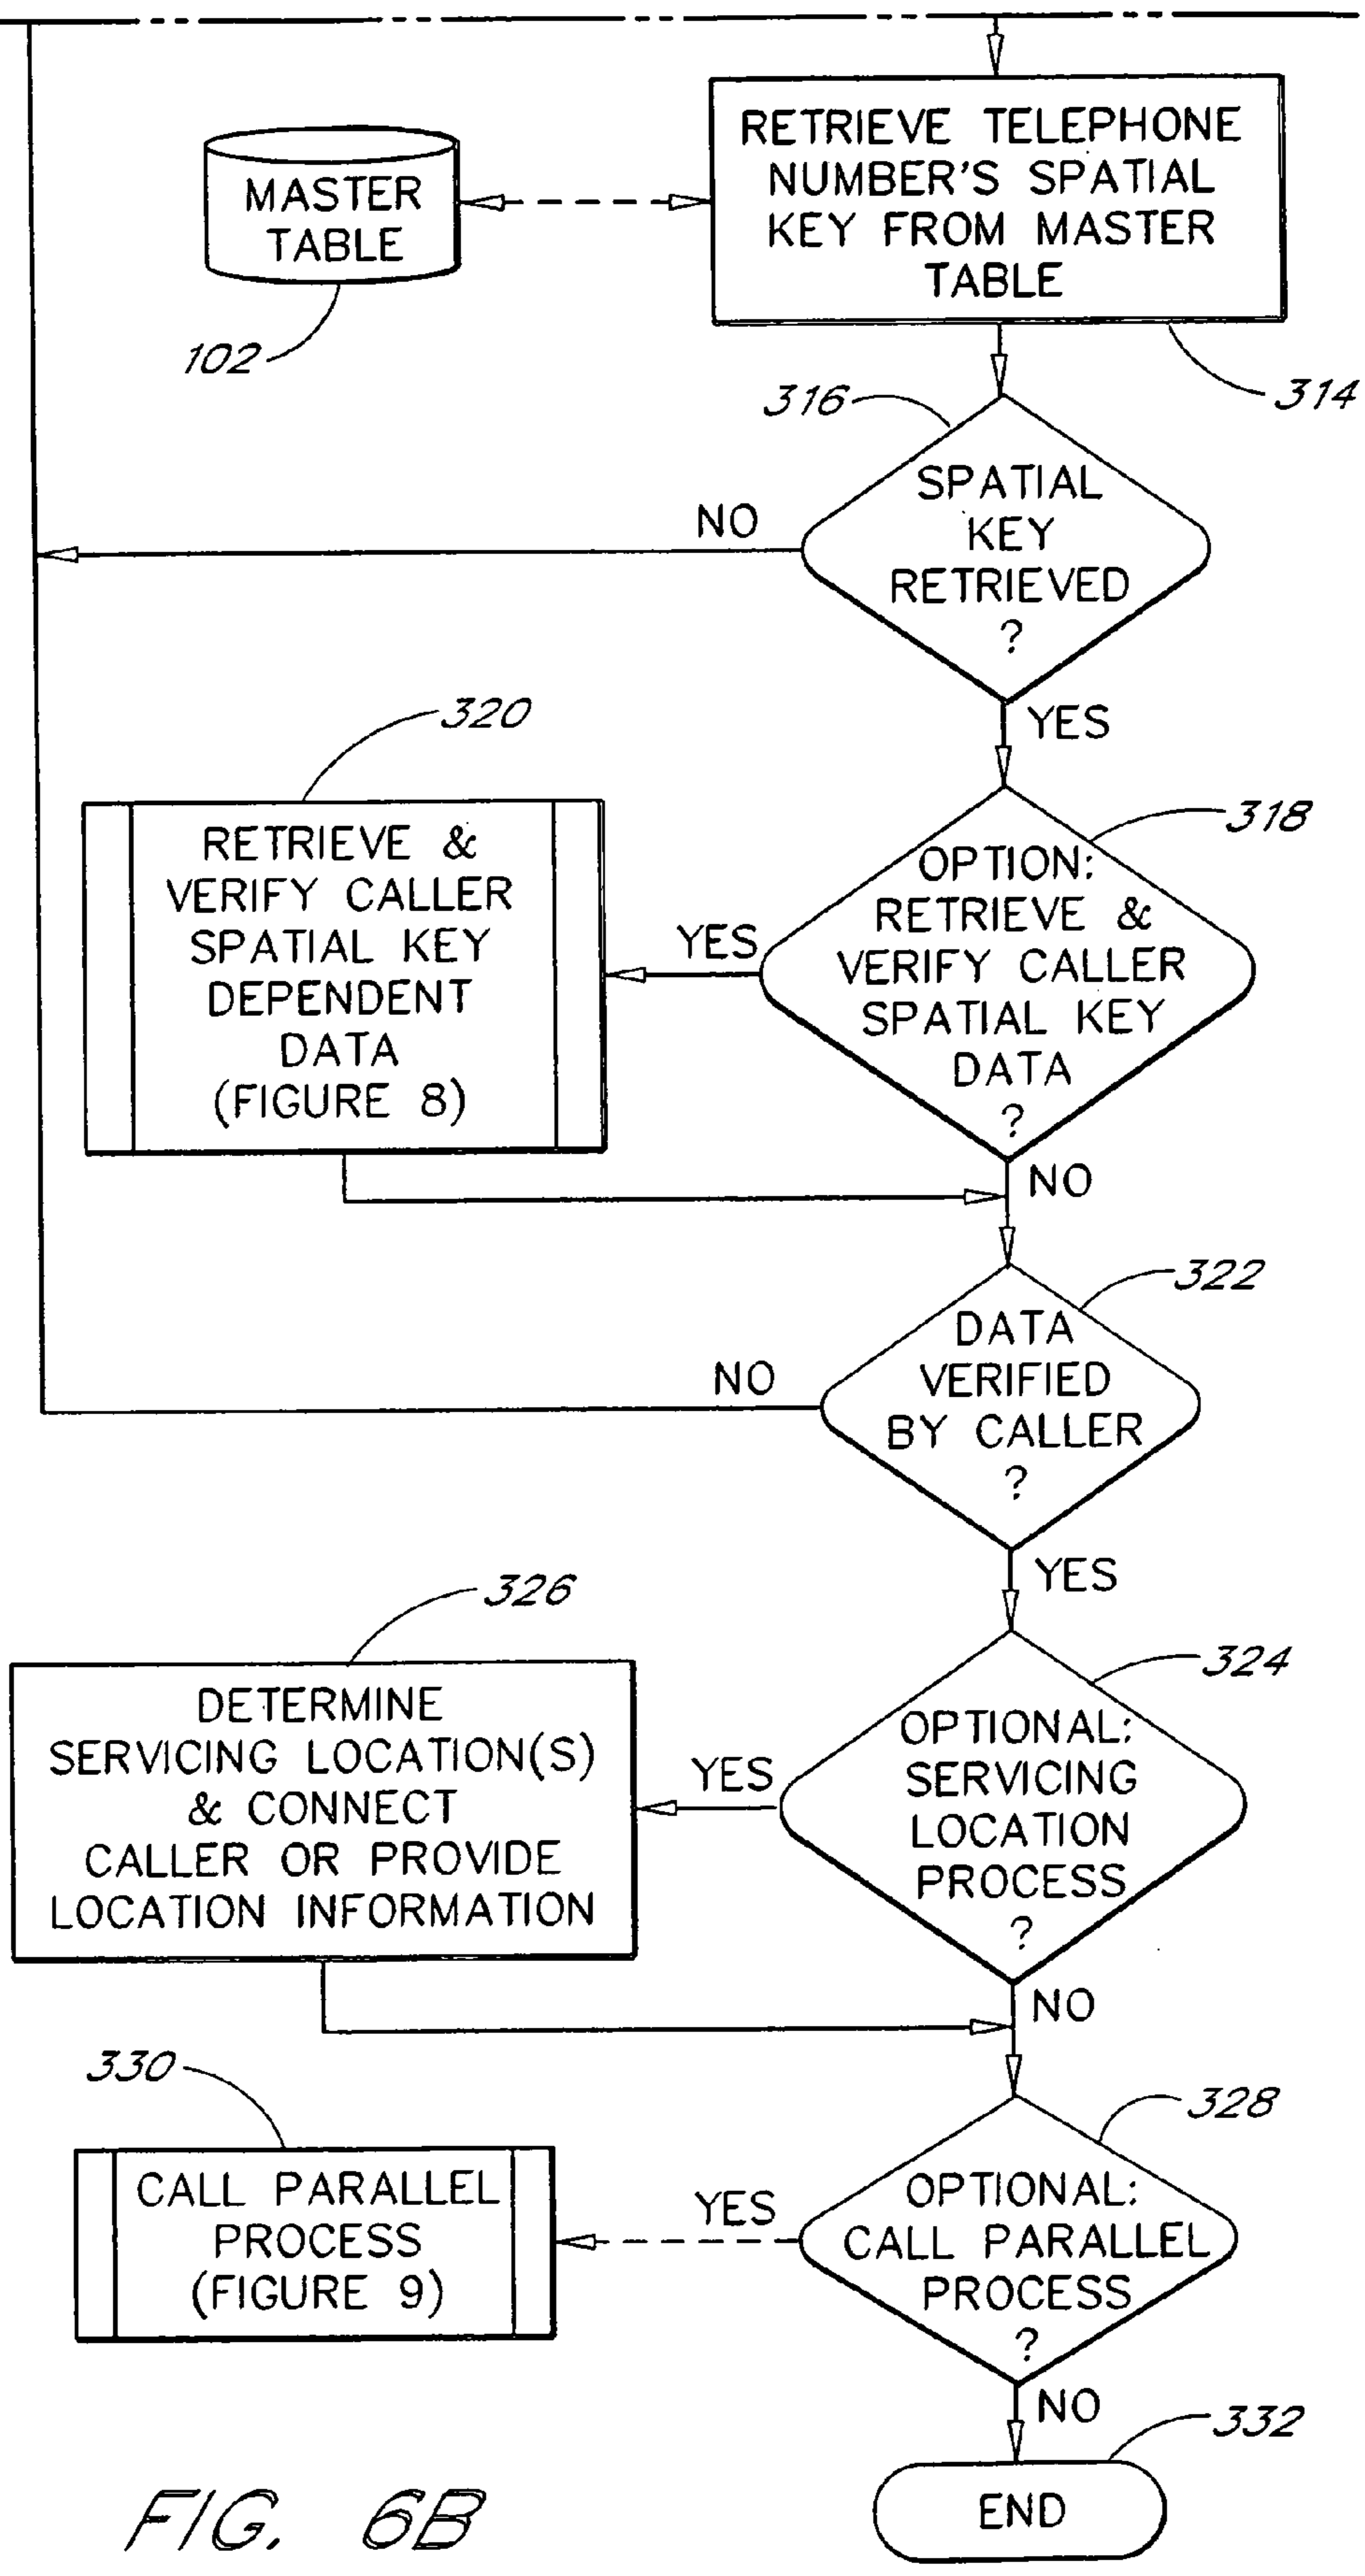 RETRIEVE TELEPHONE
NUMBER'S SPATIAL
KEY FROM MASTER
TABLE
MASTER
TABLE
102
314
316
SPATIAL
KEY
RETRIEVED
?
NO
YES
320
318
RETRIEVE &
VERIFY CALLER
SPATIAL KEY
DEPENDENT
DATA
(FIGURE 8)
YES
OPTION:
RETRIEVE &
VERIFY CALLER
SPATIAL KEY
DATA
?
NO
322
DATA
VERIFIED
BY CALLER
?
NO
YES
326
324
DETERMINE
SERVICING LOCATION(S)
& CONNECT
CALLER OR PROVIDE
LOCATION INFORMATION
YES
OPTIONAL:
SERVICING
LOCATION
PROCESS
?
NO
330
328
CALL PARALLEL
PROCESS
(FIGURE 9)
YES
OPTIONAL:
CALL PARALLEL
PROCESS
?
NO
332
END
FIG. 6B